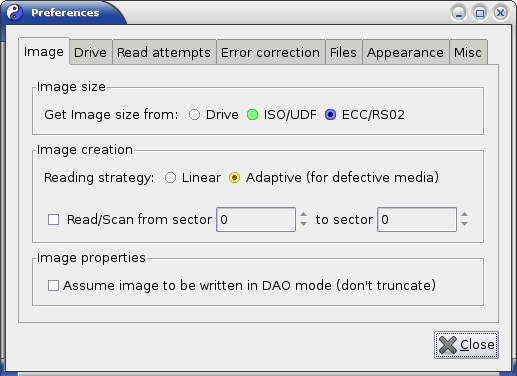 Preferences
Image Drive Read attempts Error correction Files Appearance Misc
Image size
Get Image size from: Drive ISO/UDF ECC/RS02
Image creation
Reading strategy: Linear Adaptive (for defective media)
Read/Scan from sector 0 to sector 0
Image properties
Assume image to be written in DAO mode (don't truncate)
Close